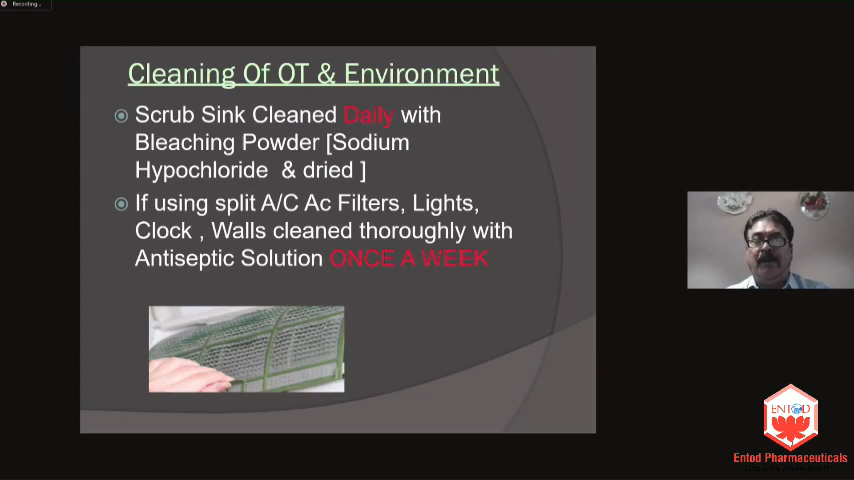 Recording...
Cleaning Of OT & Environment
Scrub Sink Cleaned Daily with
Bleaching Powder [Sodium
Hypochloride & dried ]
If using split A/C Ac Filters, Lights,
Clock , Walls cleaned thoroughly with
Antiseptic Solution ONCE A WEEK
ENTOD
Entod Pharmaceuticals